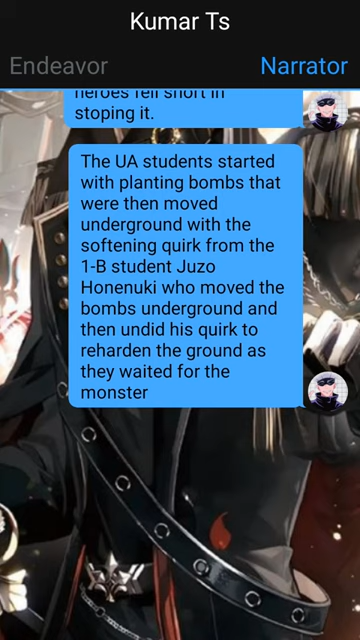 Kumar Ts
Endeavor
Narrator
heroes fell short in
stoping it.
The UA students started
with planting bombs that
were then moved
underground with the
softening quirk from the
1-B student Juzo
Honenuki who moved the
bombs underground and
then undid his quirk to
reharden the ground as
they waited for the
monster